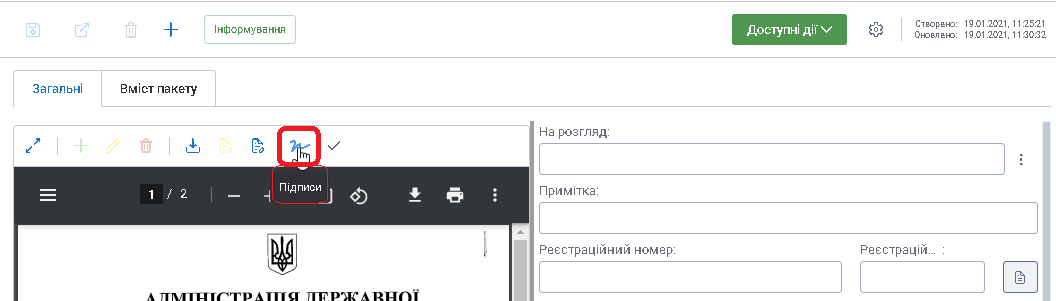 Інформування
Доступні дії
Створено: 19.01.2021, 11:25:21
Оновлено: 19.01.2021, 11:30:32
Загальні
Вміст пакету
На розгляд:
Підписи
1 / 2
Примітка:
Реєстраційний номер:
Реєстрацій... :
АДМІНІСТРАЦІЯ ДЕРЖАВНОЇ